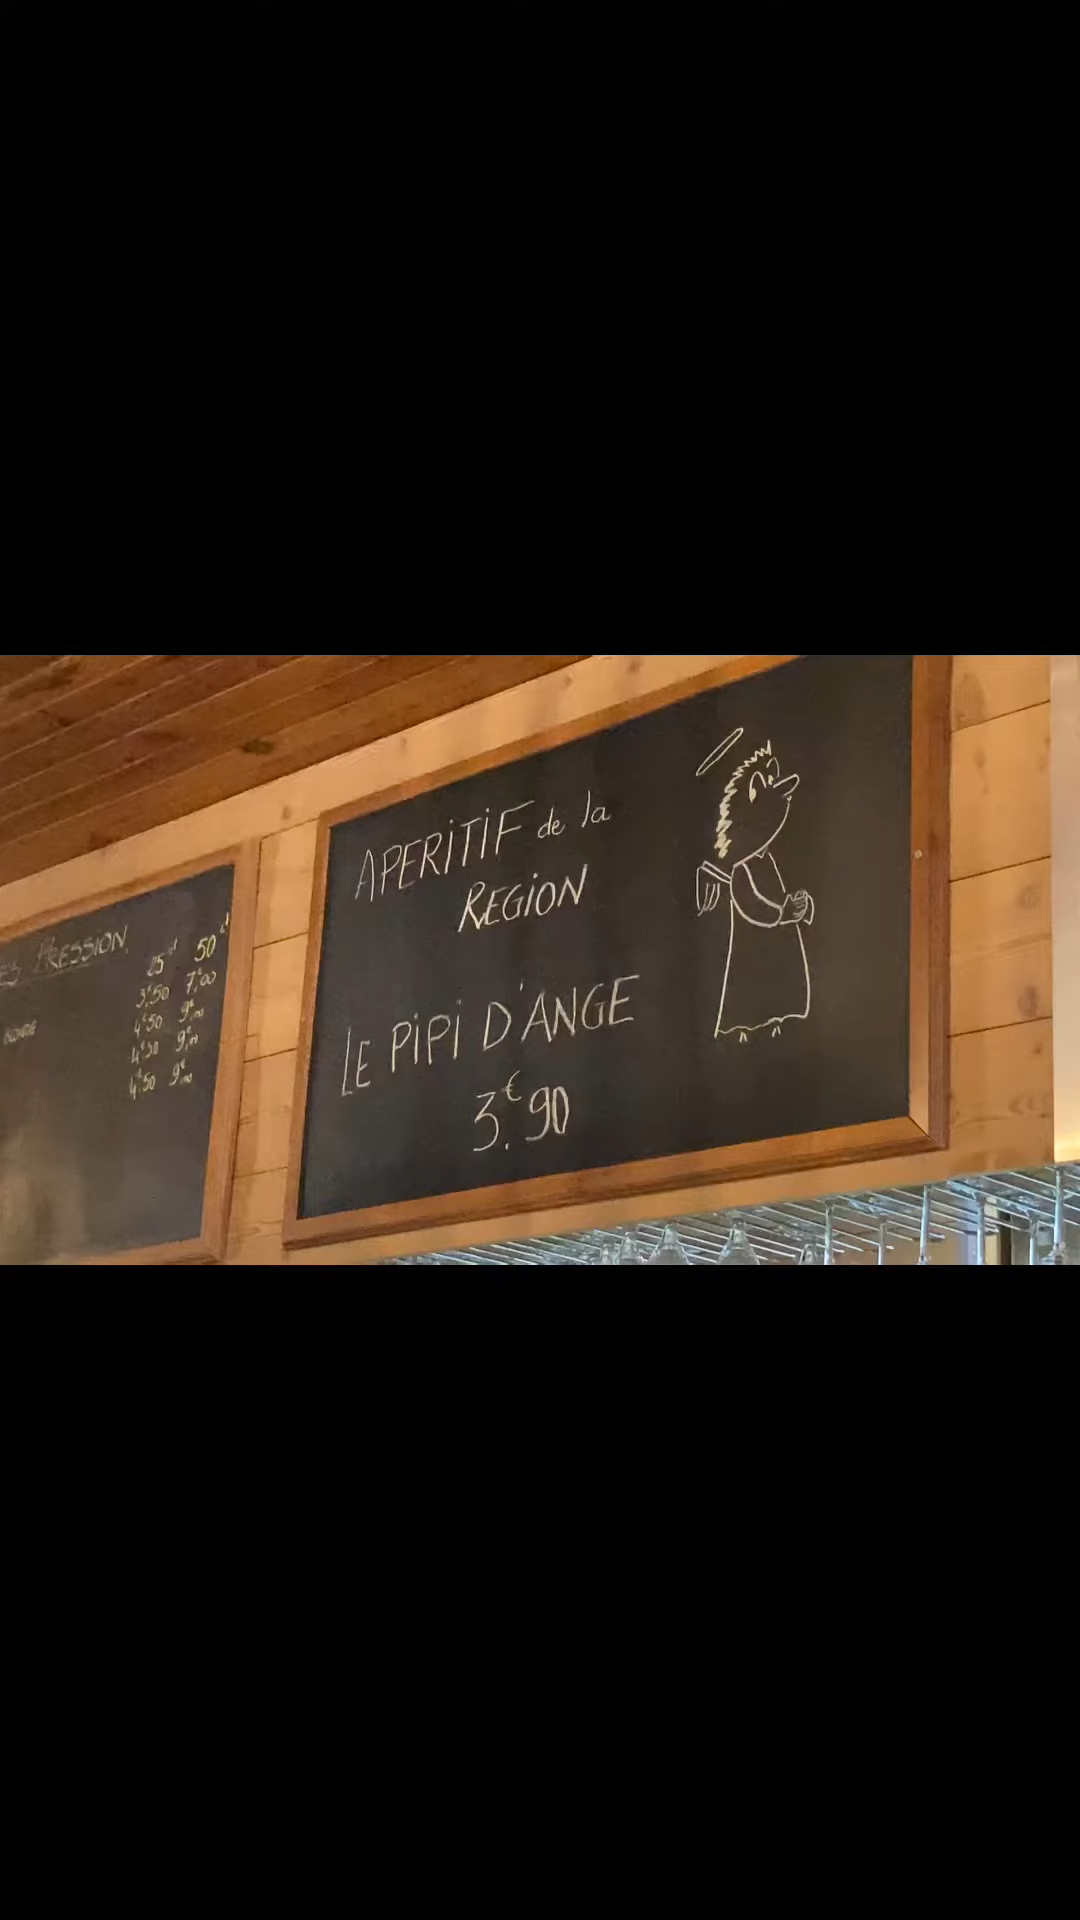 PRESSION
25cl 50cl
3€50 7€00
4€50 9€00
4€50 9€00
4€50 9€00
APERiTiF de la
REGiON
LE PiPi D'ANGE
3.€90